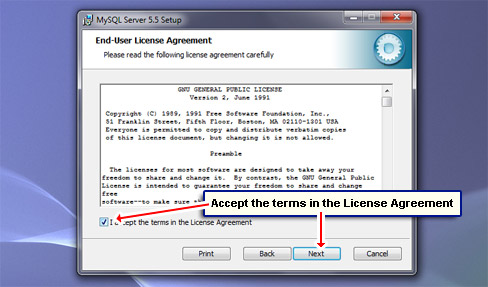 MySQL Server 5.5 Setup
End-User License Agreement
Please read the following license agreement carefully
GNU GENERAL PUBLIC LICENSE
Version 2, June 1991
Copyright (C) 1989, 1991 Free Software Foundation, Inc.,
51 Franklin Street, Fifth Floor, Boston, MA 02110-1301 USA
Everyone is permitted to copy and distribute verbatim copies
of this license document, but changing it is not allowed.
Preamble
The licenses for most software are designed to take away your
freedom to share and change it. By contrast, the GNU General Public
License is intended to guarantee your freedom to share and change
free
software--to make sure
Accept the terms in the License Agreement
I accept the terms in the License Agreement
Print
Back
Next
Cancel